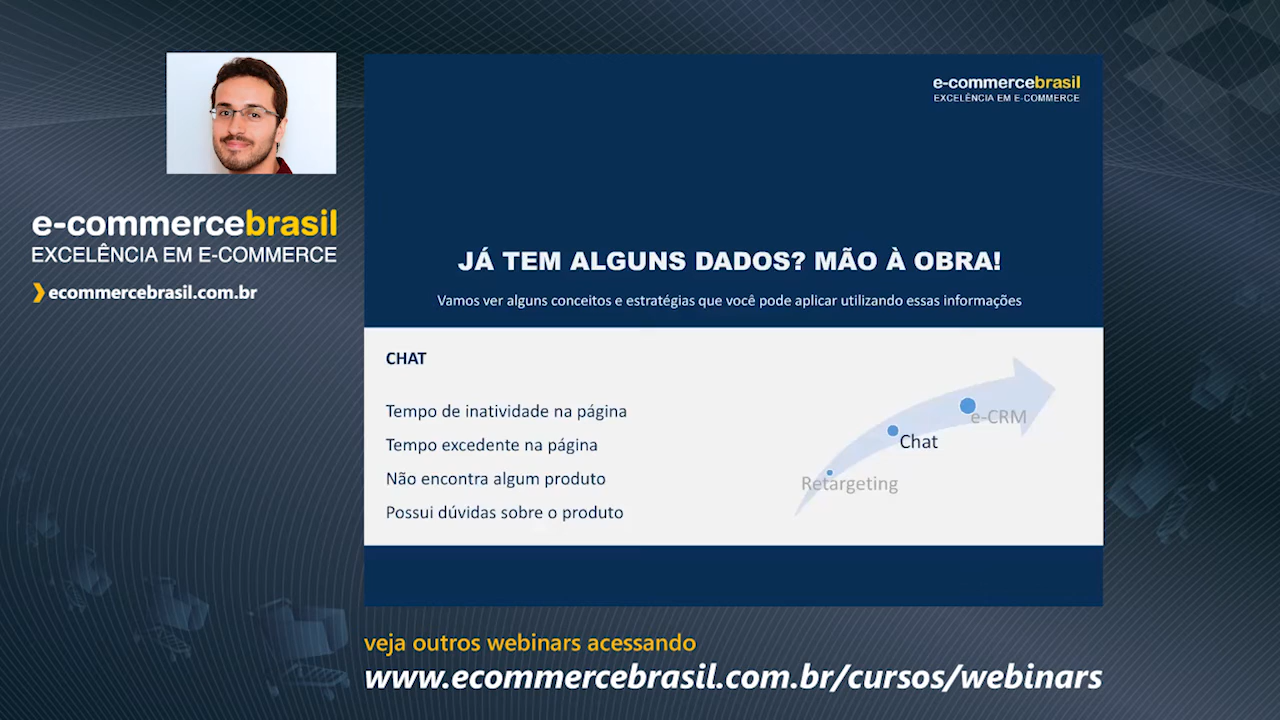 e-commercebrasil
EXCELÊNCIA EM E-COMMERCE
ecommercebrasil.com.br
e-commercebrasil
EXCELÊNCIA EM E-COMMERCE
JÁ TEM ALGUNS DADOS? MÃO À OBRA!
Vamos ver alguns conceitos e estratégias que você pode aplicar utilizando essas informações
CHAT
Tempo de inatividade na página
Tempo excedente na página
Não encontra algum produto
Possui dúvidas sobre o produto
e-CRM
Chat
Retargeting
veja outros webinars acessando
www.ecommercebrasil.com.br/cursos/webinars